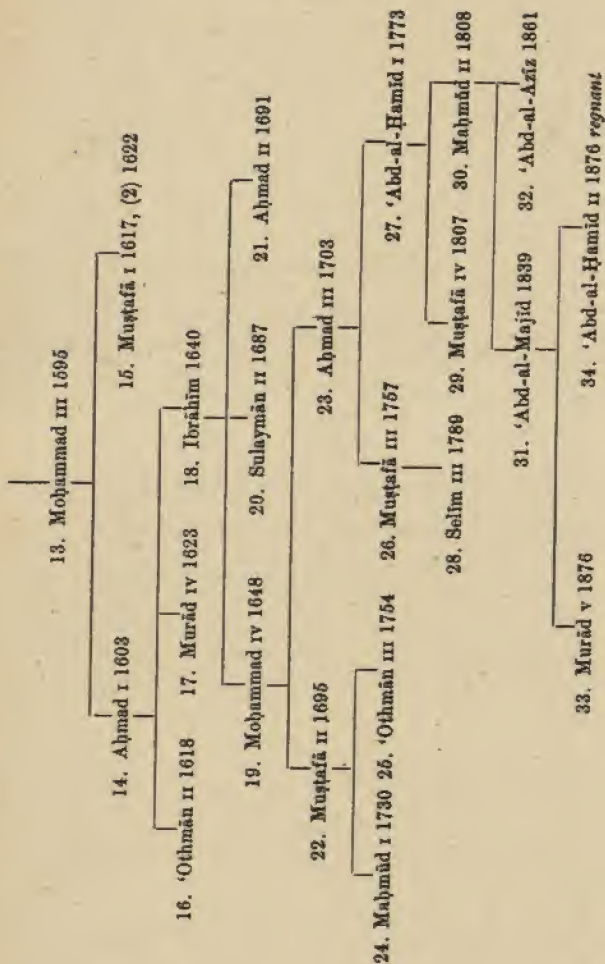 13. Moḥammad III 1595
14. Aḥmad I 1603 15. Muṣṭafā I 1617, (2) 1622
16. ʻOthmān II 1618 17. Murād IV 1623 18. Ibrāhīm 1640
19. Moḥammad IV 1648 20. Sulaymān II 1687 21. Aḥmad II 1691
22. Muṣṭafā II 1695 23. Aḥmad III 1703
24. Maḥmūd I 1730 25. ʻOthmān III 1754 26. Muṣṭafā III 1757 27. ʻAbd-al-Ḥamīd I 1773
28. Selīm III 1789 29. Muṣṭafā IV 1807 30. Maḥmūd II 1808
31. ʻAbd-al-Majīd 1839 32. ʻAbd-al-Azīz 1861
33. Murād V 1876 34. ʻAbd-al-Ḥamīd II 1876 regnant